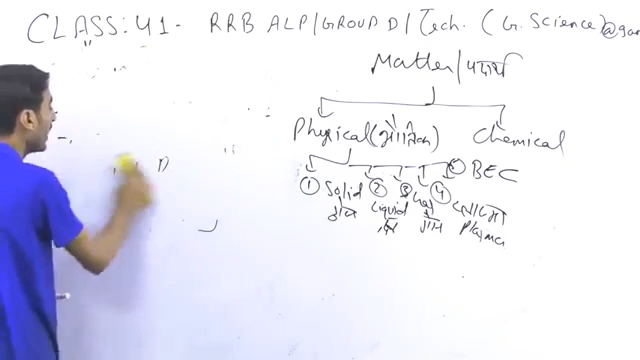 CLASS: 41 - RRB ALP/GROUP D/Tech. (G. Science)
Matter/पदार्थ
Physical (भौतिक) Chemical
① Solid ② Liquid ③ Gas ④ ⑤ BEC
ठोस द्रव गैस Plasma
D